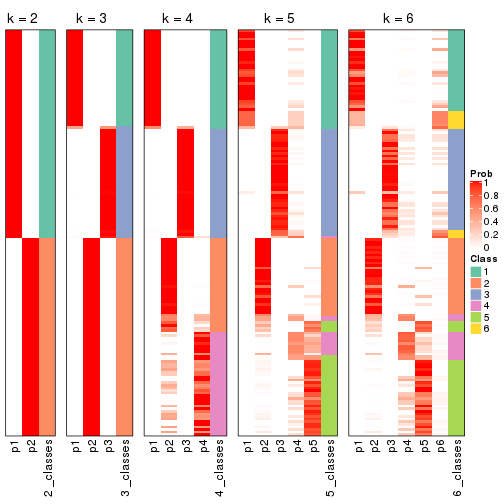 k = 2
k = 3
k = 4
k = 5
k = 6
Prob
1
0.8
0.6
0.4
0.2
0
Class
1
2
3
4
5
6
p1
p2
2_classes
p1
p2
p3
3_classes
p1
p2
p3
p4
4_classes
p1
p2
p3
p4
p5
5_classes
p1
p2
p3
p4
p5
p6
6_classes